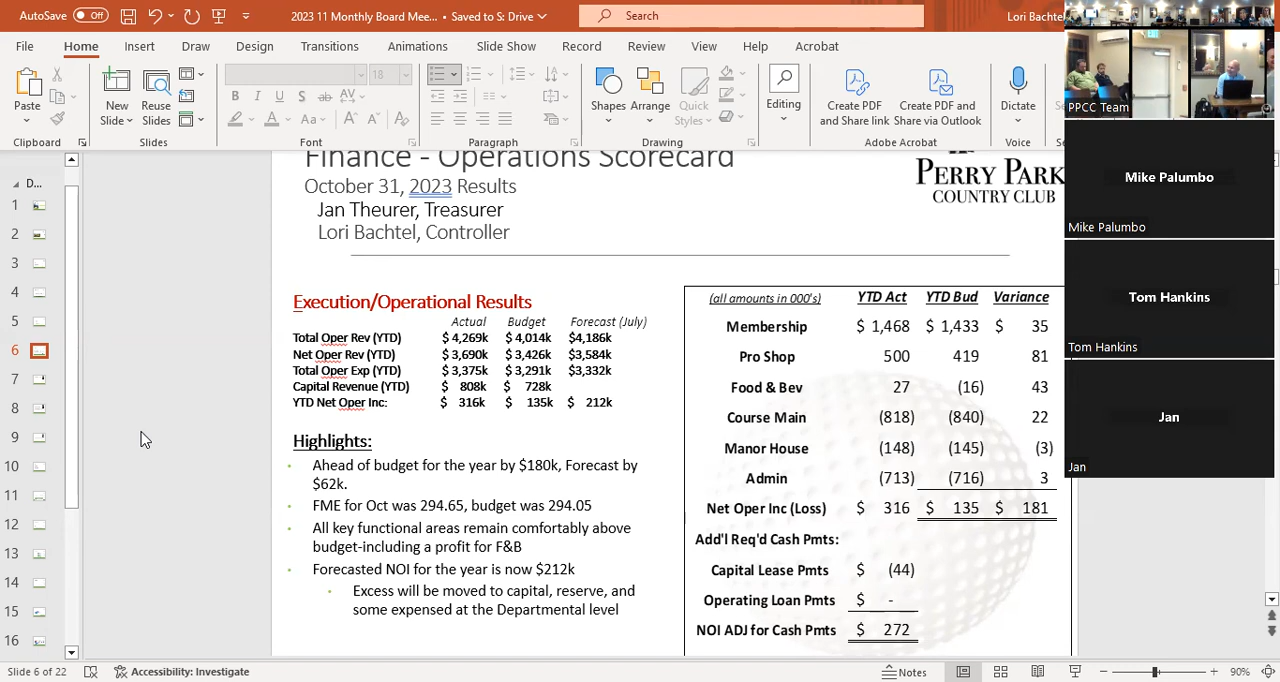 AutoSave Off 2023 11 Monthly Board Mee... • Saved to S: Drive Search Lori Bachtel
File Home Insert Draw Design Transitions Animations Slide Show Record Review View Help Acrobat
Paste New Slide Reuse Slides 18 Shapes Arrange Quick Styles Editing Create PDF and Share link Create PDF and Share via Outlook Dictate
Clipboard Slides Font Paragraph Drawing Adobe Acrobat Voice
PPCC Team
Mike Palumbo
Mike Palumbo
Tom Hankins
Tom Hankins
Jan
Jan
D...
1
2
3
4
5
6
7
8
9
10
11
12
13
14
15
16
Finance - Operations Scorecard
October 31, 2023 Results
Jan Theurer, Treasurer
Lori Bachtel, Controller
PERRY PARK
COUNTRY CLUB
Execution/Operational Results
Actual Budget Forecast (July)
Total Oper Rev (YTD) $ 4,269k $ 4,014k $4,186k
Net Oper Rev (YTD) $ 3,690k $ 3,426k $3,584k
Total Oper Exp (YTD) $ 3,375k $ 3,291k $3,332k
Capital Revenue (YTD) $ 808k $ 728k
YTD Net Oper Inc: $ 316k $ 135k $ 212k
Highlights:
• Ahead of budget for the year by $180k, Forecast by
$62k.
• FME for Oct was 294.65, budget was 294.05
• All key functional areas remain comfortably above
budget-including a profit for F&B
• Forecasted NOI for the year is now $212k
• Excess will be moved to capital, reserve, and
some expensed at the Departmental level
(all amounts in 000's) YTD Act YTD Bud Variance
Membership $ 1,468 $ 1,433 $ 35
Pro Shop 500 419 81
Food & Bev 27 (16) 43
Course Main (818) (840) 22
Manor House (148) (145) (3)
Admin (713) (716) 3
Net Oper Inc (Loss) $ 316 $ 135 $ 181
Add'l Req'd Cash Pmts:
Capital Lease Pmts $ (44)
Operating Loan Pmts $ -
NOI ADJ for Cash Pmts $ 272
Slide 6 of 22 Accessibility: Investigate Notes 90%